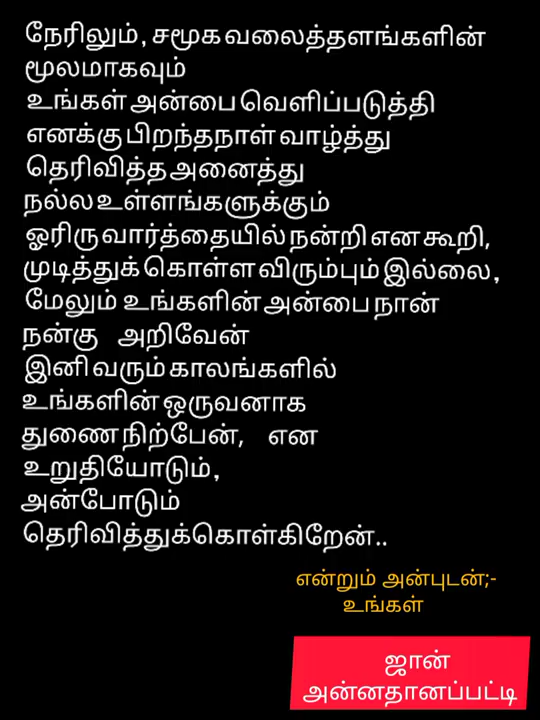 நேரிலும், சமூக வலைத்தளங்களின்
மூலமாகவும்
உங்கள் அன்பை வெளிப்படுத்தி
எனக்கு பிறந்தநாள் வாழ்த்து
தெரிவித்த அனைத்து
நல்ல உள்ளங்களுக்கும்
ஓரிரு வார்த்தையில் நன்றி என கூறி,
முடித்துக் கொள்ள விரும்பும் இல்லை,
மேலும் உங்களின் அன்பை நான்
நன்கு அறிவேன்
இனி வரும் காலங்களில்
உங்களின் ஒருவனாக
துணை நிற்பேன், என
உறுதியோடும்,
அன்போடும்
தெரிவித்துக்கொள்கிறேன்..
என்றும் அன்புடன்;-
உங்கள்
ஜான்
அன்னதானப்பட்டி